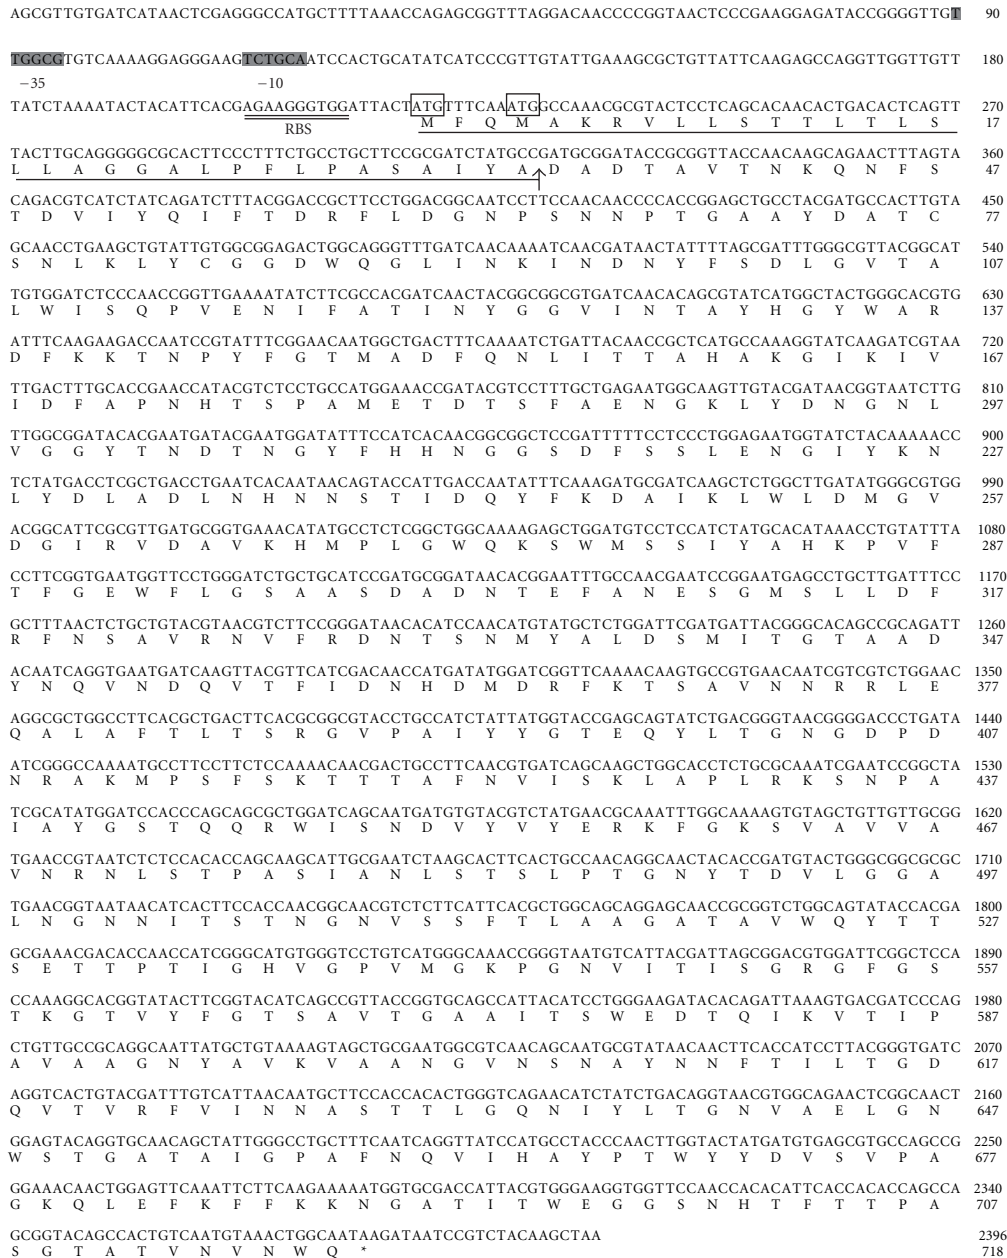 AGCGTTGTGATCATAACTCGAGGGCCATGCTTTTAAACCAGAGCGGTTTAGGACAACCCCGGTAACTCCCGAAGGAGATACCGGGGTTGT 90
TGGCGTGTCAAAAGGAGGGAAGTCTGCAATCCACTGCATATCATCCCGTTGTATTGAAAGCGCTGTTATTCAAGAGCCAGGTTGGTTGTT 180
−35 −10
TATCTAAAATACTACATTCACGAGAAGGGTGGATTACTATGTTTCAAATGGCCAAACGCGTACTCCTCAGCACAACTCTGACACTCAGTT 270
RBS M F Q M A K R V L L S T T L T L S 17
TACTTGCAGGGGGCGCACTTCCCTTTCTGCCTGCTTCCGCGATCTATGCCGATGCGGATACCGCGGTTACCAACAAGCAGAACTTTAGTA 360
L L A G G A L P F L P A S A I Y A D A D T A V T N K Q N F S 47
CAGACGTCATCTATCAGATCTTTACGGACCGCTTCCTGGACGGCAATCCTTCCAACAACCCCACCGGAGCTGCCTACGATGCCACTTGTA 450
T D V I Y Q I F T D R F L D G N P S N N P T G A A Y D A T C 77
GCAACCTGAAGCTGTATTGTGGCGGAGACTGGCAGGGTTTGATCAACAAAATCAACGATAACTATTTTAGCGATTTGGGCGTTACGGCAT 540
S N L K L Y C G G D W Q G L I N K I N D N Y F S D L G V T A 107
TGTGGATCTCCCAACCGGTTGAAAATATCTTCGCCACGATCAACTACGGCGGCGTGATCAACACAGCGTATCATGGCTACTGGGCACGTG 630
L W I S Q P V E N I F A T I N Y G G V I N T A Y H G Y W A R 137
ATTTCAAGAAGACCAATCCGTATTTCGGAACAATGGCTGACTTTCAAAATCTGATTACAACCGCTCATGCCAAAGGTATCAAGATCGTAA 720
D F K K T N P Y F G T M A D F Q N L I T T A H A K G I K I V 167
TTGACTTTGCACCGAACCATACGTCTCCTGCCATGGAAACCGATACGTCCTTTGCTGAGAATGGCAAGTTGTACGATAACGGTAATCTTG 810
I D F A P N H T S P A M E T D T S F A E N G K L Y D N G N L 297
TTGGCGGATACACGAATGATACGAATGGATATTTCCATCACAACGGCGGCTCCGATTTTTCCTCCCTGGAGAATGGTATCTACAAAAACC 900
V G G Y T N D T N G Y F H H N G G S D F S S L E N G I Y K N 227
TCTATGACCTCGCTGACCTGAATCACAATAACAGTACCATTGACCAATATTTCAAAGATGCGATCAAGCTCTGGCTTGATATGGGCGTGG 990
L Y D L A D L N H N N S T I D Q Y F K D A I K L W L D M G V 257
ACGGCATTCGCGTTGATGCGGTGAAACATATGCCTCTCGGCTGGCAAAAGAGCTGGATGTCCTCCATCTATGCACATAAACCTGTATTTA 1080
D G I R V D A V K H M P L G W Q K S W M S S I Y A H K P V F 287
CCTTCGGTGAATGGTTCCTGGGATCTGCTGCATCCGATGCGGATAACACGGAATTTGCCAACGAATCCGGAATGAGCCTGCTTGATTTCC 1170
T F G E W F L G S A A S D A D N T E F A N E S G M S L L D F 317
GCTTTAACTCTGCTGTACGTAACGTCTTCCGGGATAACACATCCAACATGTATGCTCTGGATTCGATGATTACGGGCACAGCCGCAGATT 1260
R F N S A V R N V F R D N T S N M Y A L D S M I T G T A A D 347
ACAATCAGGTGAATGATCAAGTTACGTTCATCGACAACCATGATATGGATCGGTTCAAAACAAGTGCCGTGAACAATCGTCGTCTGGAAC 1350
Y N Q V N D Q V T F I D N H D M D R F K T S A V N N R R L E 377
AGGCGCTGGCCTTCACGCTGACTTCACGCGGCGTACCTGCCATCTATTATGGTACCGAGCAGTATCTGACGGGTAACGGGGACCCTGATA 1440
Q A L A F T L T S R G V P A I Y Y G T E Q Y L T G N G D P D 407
ATCGGGCCAAAATGCCTTCCTTCTCCAAAACAACGACTGCCTTCAACGTGATCAGCAAGCTGGCACCTCTGCGCAAATCGAATCCGGCTA 1530
N R A K M P S F S K T T T A F N V I S K L A P L R K S N P A 437
TCGCATATGGATCCACCCAGCAGCGCTGGATCAGCAATGATGTGTACGTCTATGAACGCAAATTTGGCAAAAGTGTAGCTGTTGTTGCGG 1620
I A Y G S T Q Q R W I S N D V Y V Y E R K F G K S V A V V A 467
TGAACCGTAATCTCTCCACACCAGCAAGCATTGCGAATCTAAGCACTTCACTGCCAACAGGCAACTACACCGATGTACTGGGCGGCGCGC 1710
V N R N L S T P A S I A N L S T S L P T G N Y T D V L G G A 497
TGAACGGTAATAACATCACTTCCACCAACGGCAACGTCTCTTCATTCACGCTGGCAGCAGGAGCAACCGCGGTCTGGCAGTATACCACGA 1800
L N G N N I T S T N G N V S S F T L A A G A T A V W Q Y T T 527
GCGAAACGACACCAACCATCGGGCATGTGGGTCCTGTCATGGGCAAACCGGGTAATGTCATTACGATTAGCGGACGTGGATTCGGCTCCA 1890
S E T T P T I G H V G P V M G K P G N V I T I S G R G F G S 557
CCAAAGGCACGGTATACTTCGGTACATCAGCCGTTACCGGTGCAGCCATTACATCCTGGGAAGATACACAGATTAAAGTGACGATCCCAG 1980
T K G T V Y F G T S A V T G A A I T S W E D T Q I K V T I P 587
CTGTTGCCGCAGGCAATTATGCTGTAAAAGTAGCTGCGAATGGCGTCAACAGCAATGCGTATAACAACTTCACCATCCTTACGGGTGATC 2070
A V A A G N Y A V K V A A N G V N S N A Y N N F T I L T G D 617
AGGTCACTGTACGATTTGTCATTAACAATGCTTCCACCACACTGGGTCAGAACATCTATCTGACAGGTAACGTGGCAGAACTCGGCAACT 2160
Q V T V R F V I N N A S T T L G Q N I Y L T G N V A E L G N 647
GGAGTACAGGTGCAACAGCTATTGGGCCTGCTTTCAATCAGGTTATCCATGCCTACCCAACTTGGTACTATGATGTGAGCGTGCCAGCCG 2250
W S T G A T A I G P A F N Q V I H A Y P T W Y Y D V S V P A 677
GGAAACAACTGGAGTTCAAATTCTTCAAGAAAAATGGTGCGACCATTACGTGGGAAGGTGGTTCCAACCACACATTCACCACACCAGCCA 2340
G K Q L E F K F F K K N G A T I T W E G G S N H T F T T P A 707
GCGGTACAGCCACTGTCAATGTAAACTGGCAATAAGATAATCCGTCTACAAGCTAA 2396
S G T A T V N V N W Q * 718